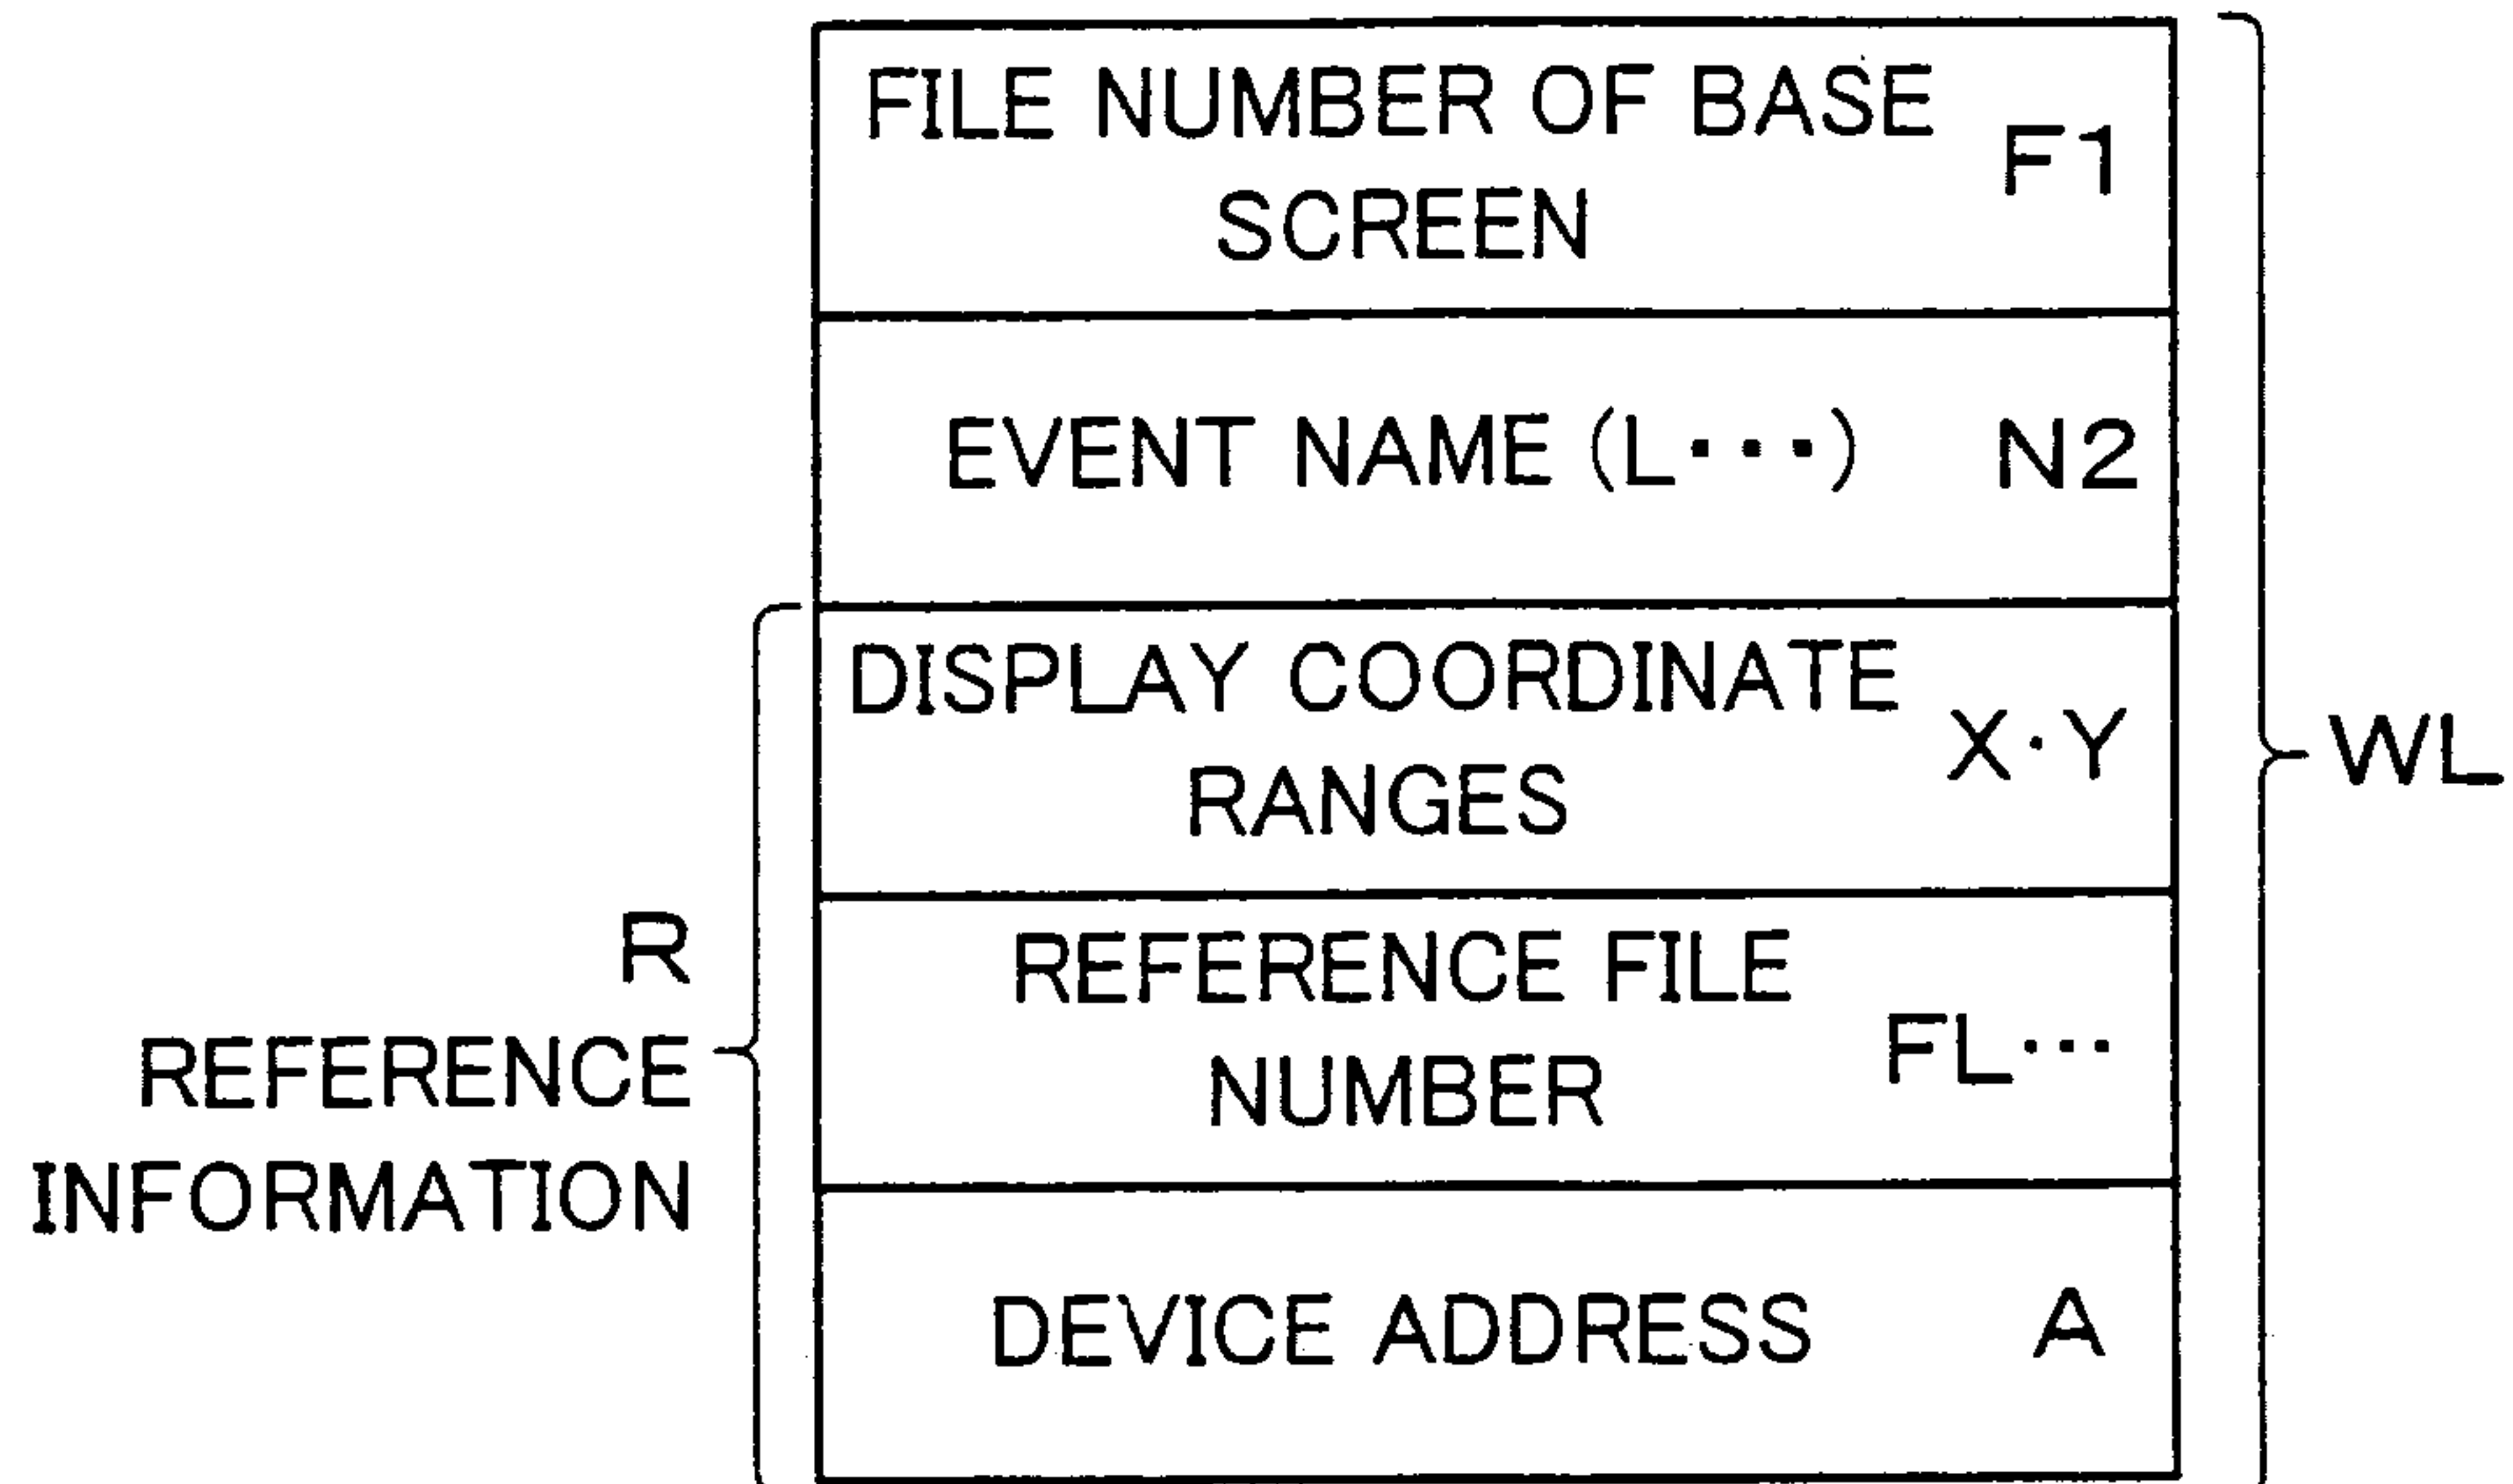 FILE NUMBER OF BASE
SCREEN
F1
EVENT NAME (L・・・) N2
DISPLAY COORDINATE
RANGES
X・Y
REFERENCE FILE
NUMBER
FL・・・
DEVICE ADDRESS A
R
REFERENCE
INFORMATION
WL